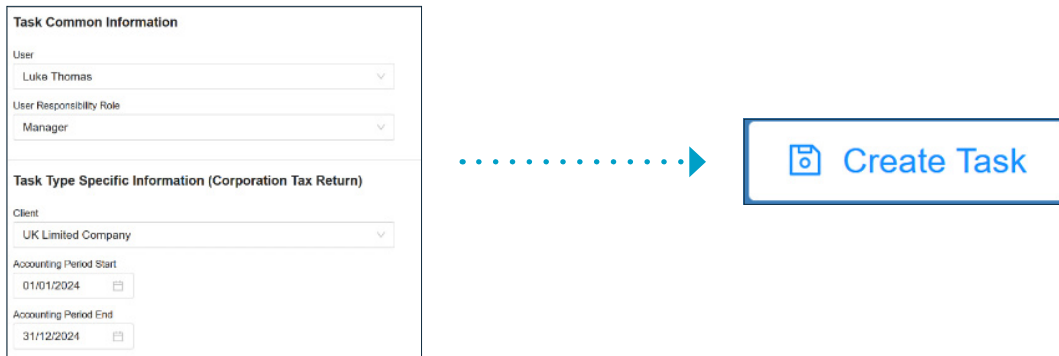 Task Common Information
User
Luke Thomas
User Responsibility Role
Manager
Task Type Specific Information (Corporation Tax Return)
Client
UK Limited Company
Accounting Period Start
01/01/2024
Accounting Period End
31/12/2024
Create Task